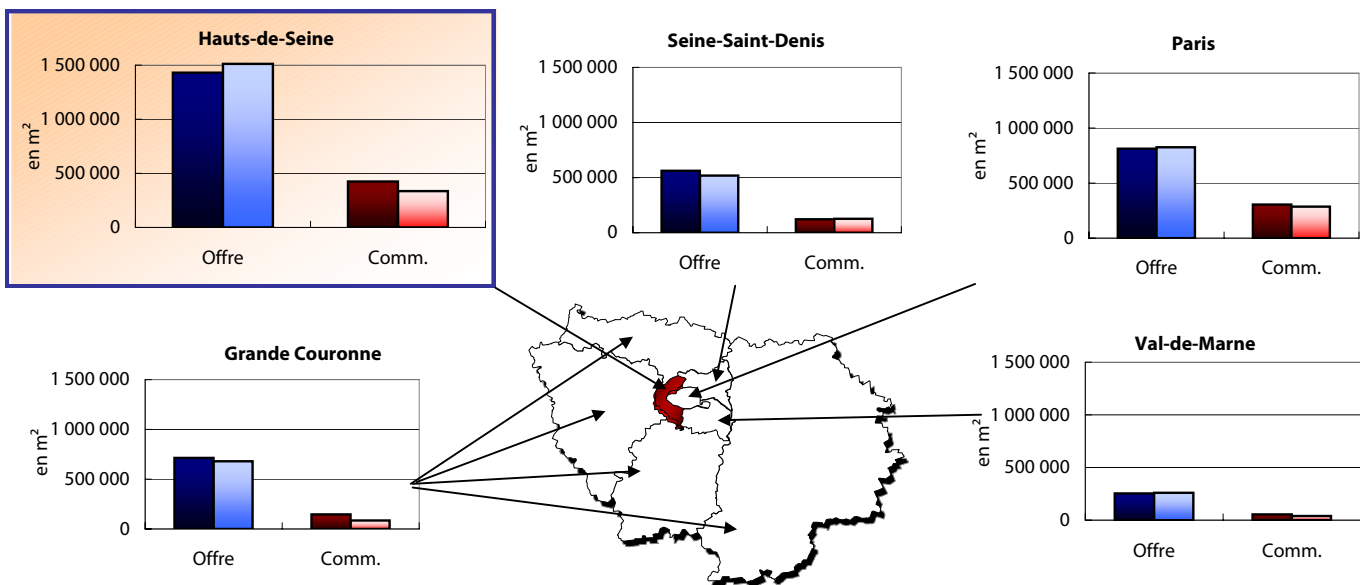 Hauts-de-Seine
en m²
1 500 000
1 000 000
500 000
0
Offre Comm.
Seine-Saint-Denis
en m²
1 500 000
1 000 000
500 000
0
Offre Comm.
Paris
en m²
1 500 000
1 000 000
500 000
0
Offre Comm.
Grande Couronne
en m²
1 500 000
1 000 000
500 000
0
Offre Comm.
Val-de-Marne
en m²
1 500 000
1 000 000
500 000
0
Offre Comm.